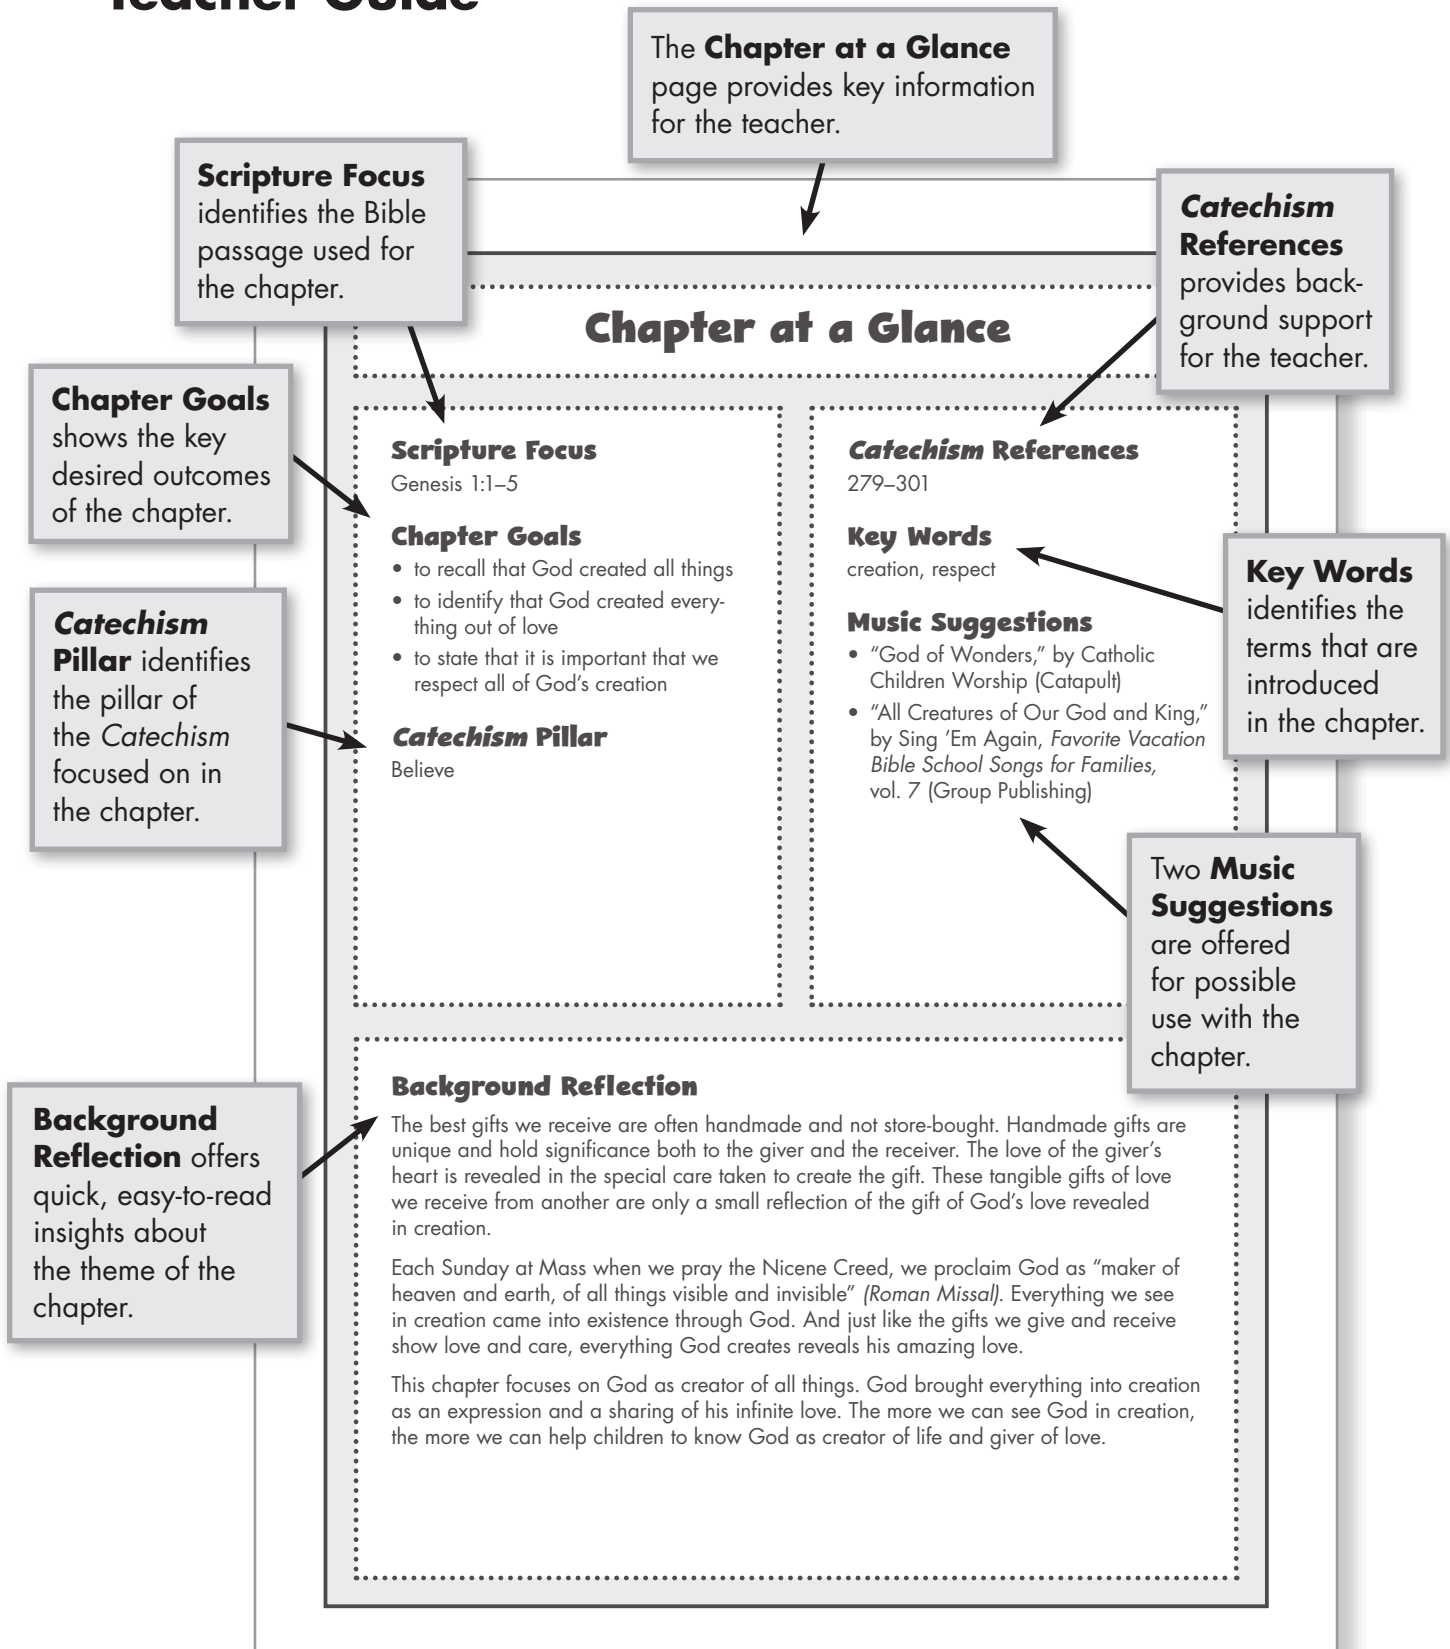 Teacher Guide
The Chapter at a Glance
page provides key information
for the teacher.
Scripture Focus
identifies the Bible
passage used for
the chapter.
Catechism
References
provides back-
ground support
for the teacher.
Chapter at a Glance
Chapter Goals
shows the key
desired outcomes
of the chapter.
Scripture Focus
Genesis 1:1–5
Chapter Goals
• to recall that God created all things
• to identify that God created every-
thing out of love
• to state that it is important that we
respect all of God’s creation
Catechism Pillar
Believe
Catechism References
279–301
Key Words
creation, respect
Music Suggestions
• “God of Wonders,” by Catholic
Children Worship (Catapult)
• “All Creatures of Our God and King,”
by Sing ’Em Again, Favorite Vacation
Bible School Songs for Families,
vol. 7 (Group Publishing)
Key Words
identifies the
terms that are
introduced
in the chapter.
Catechism
Pillar identifies
the pillar of
the Catechism
focused on in
the chapter.
Two Music
Suggestions
are offered
for possible
use with the
chapter.
Background
Reflection offers
quick, easy-to-read
insights about
the theme of the
chapter.
Background Reflection
The best gifts we receive are often handmade and not store-bought. Handmade gifts are
unique and hold significance both to the giver and the receiver. The love of the giver’s
heart is revealed in the special care taken to create the gift. These tangible gifts of love
we receive from another are only a small reflection of the gift of God’s love revealed
in creation.
Each Sunday at Mass when we pray the Nicene Creed, we proclaim God as “maker of
heaven and earth, of all things visible and invisible” (Roman Missal). Everything we see
in creation came into existence through God. And just like the gifts we give and receive
show love and care, everything God creates reveals his amazing love.
This chapter focuses on God as creator of all things. God brought everything into creation
as an expression and a sharing of his infinite love. The more we can see God in creation,
the more we can help children to know God as creator of life and giver of love.